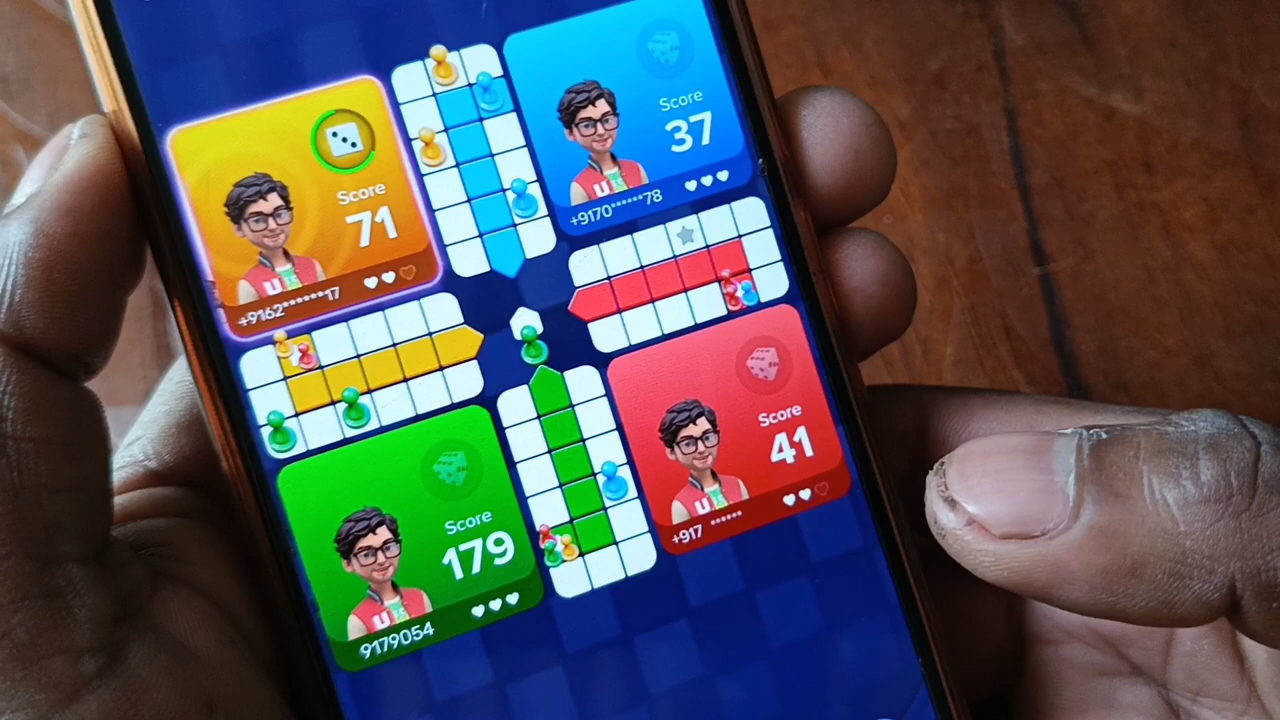 Score
37
+9170******78
Score
71
+9162*******17
Score
41
+917 ******
Score
179
9179054